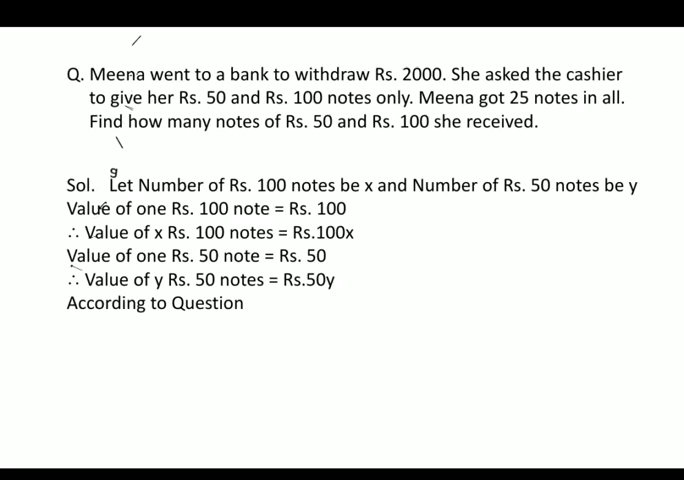 Q. Meena went to a bank to withdraw Rs. 2000. She asked the cashier
to give her Rs. 50 and Rs. 100 notes only. Meena got 25 notes in all.
Find how many notes of Rs. 50 and Rs. 100 she received.
Sol. Let Number of Rs. 100 notes be x and Number of Rs. 50 notes be y
Value of one Rs. 100 note = Rs. 100
∴ Value of x Rs. 100 notes = Rs.100x
Value of one Rs. 50 note = Rs. 50
∴ Value of y Rs. 50 notes = Rs.50y
According to Question